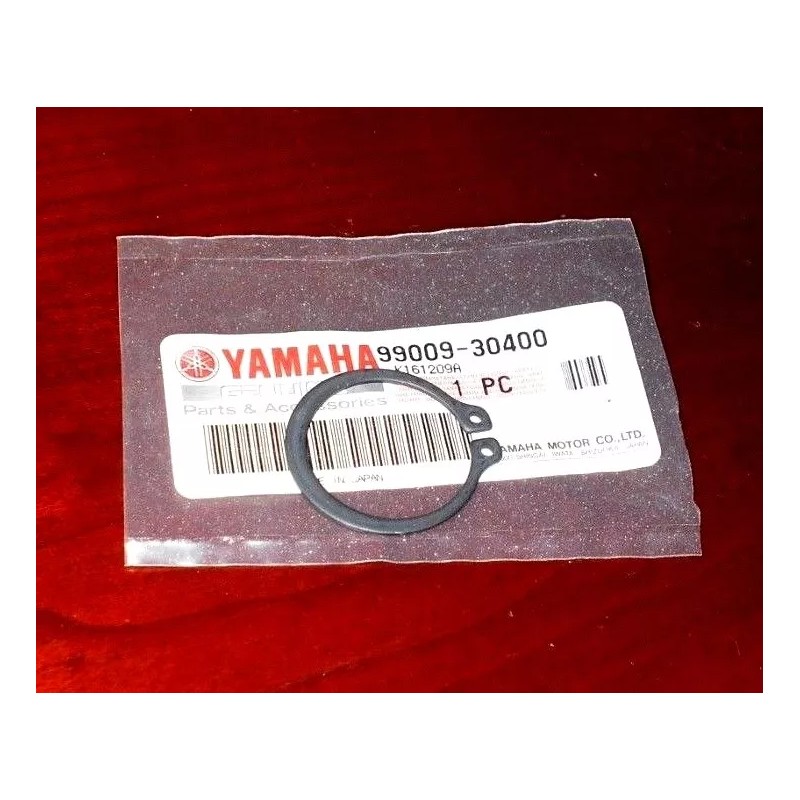 YAMAHA 99009-30400
K161209A
1 PC
Parts & Accessories
YAMAHA MOTOR CO.,LTD.
IN JAPAN